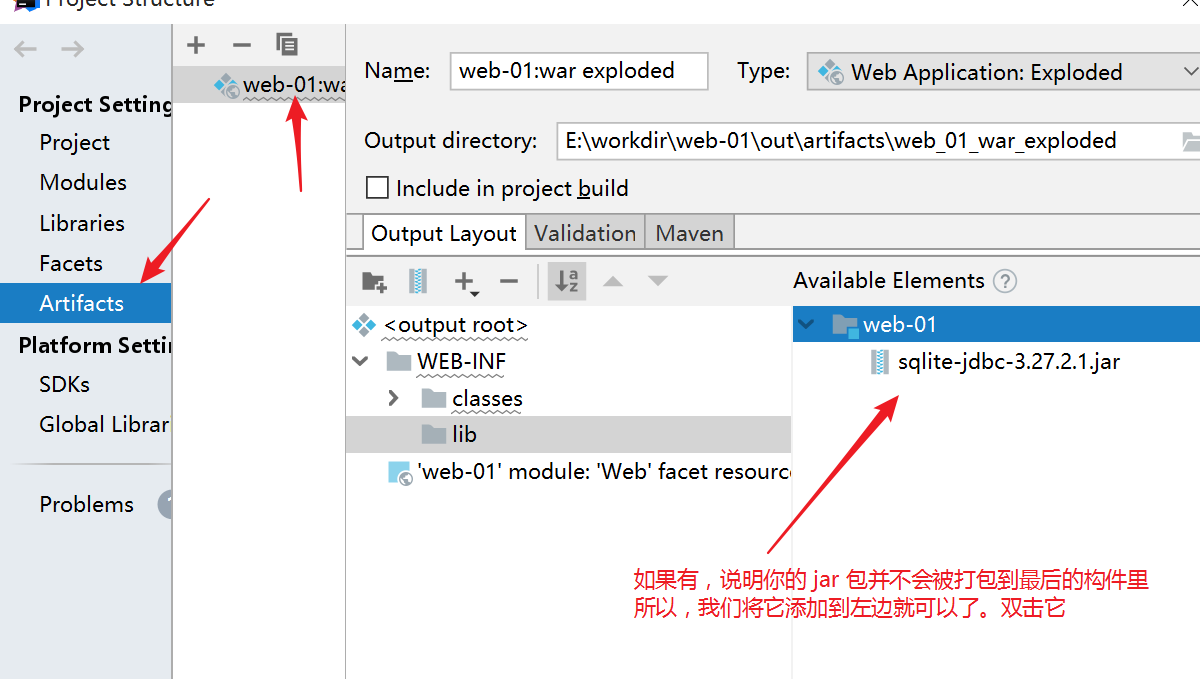 Project Structure
Name:
web-01:war exploded
Type:
Web Application: Exploded
Project Setting
web-01:wa
Project
Output directory:
E:\workdir\web-01\out\artifacts\web_01_war_exploded
Modules
Include in project build
Libraries
Output Layout
Validation
Maven
Facets
Artifacts
Available Elements
?
Platform Setti
<output root>
web-01
SDKs
WEB-INF
sqlite-jdbc-3.27.2.1.jar
Global Librari
classes
lib
'web-01' module: 'Web' facet resource
Problems
如果有，说明你的 jar 包并不会被打包到最后的构件里
所以，我们将它添加到左边就可以了。双击它